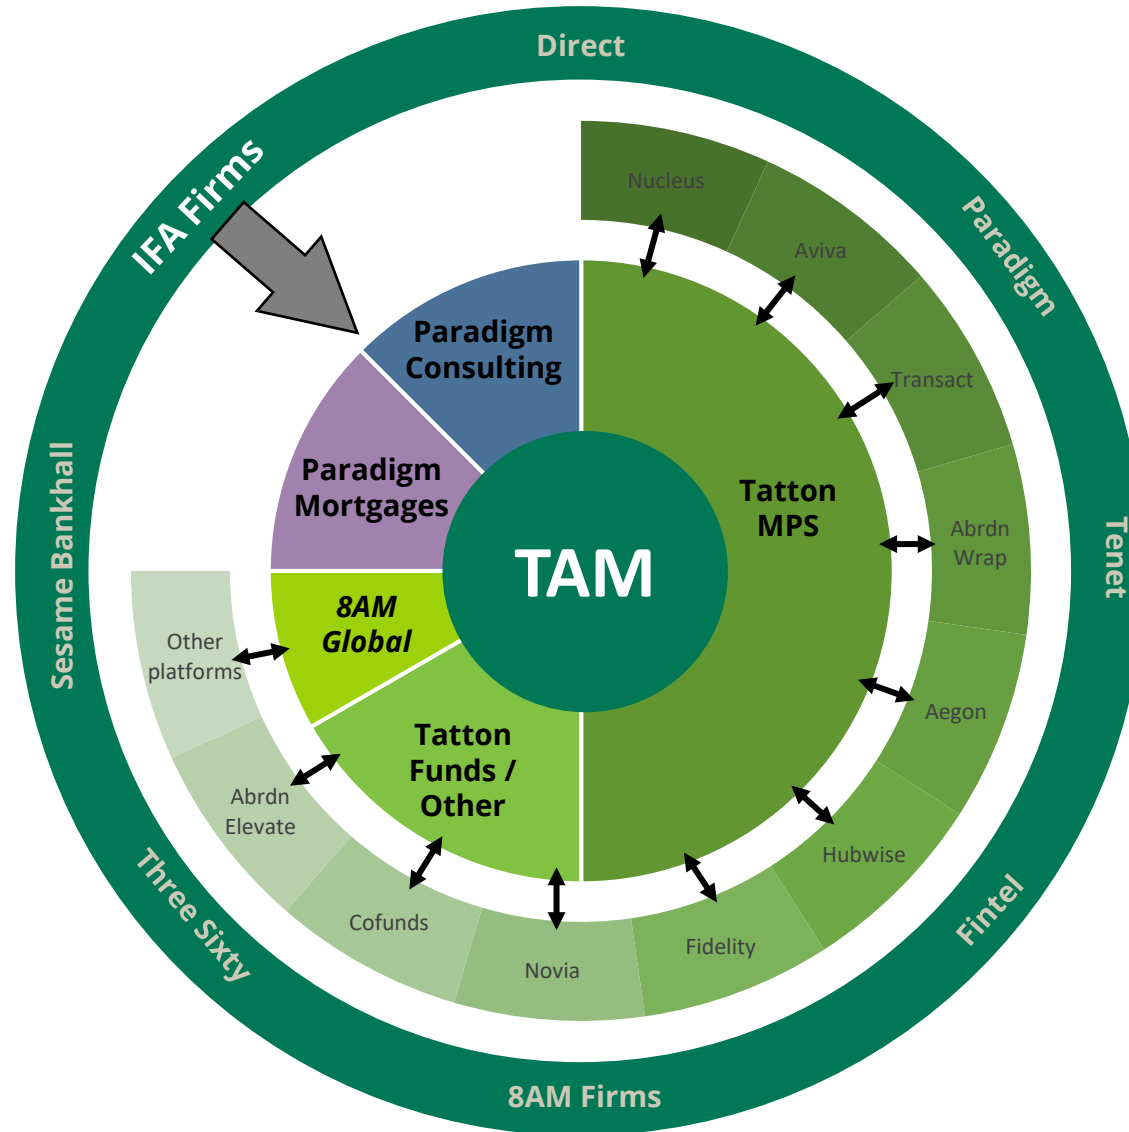 Direct
IFA Firms
Paradigm
Tenet
Fintel
8AM Firms
Three Sixty
Sesame Bankhall
Nucleus
Aviva
Transact
Abrdn
Wrap
Aegon
Hubwise
Fidelity
Novia
Cofunds
Abrdn
Elevate
Other
platforms
Paradigm
Consulting
Paradigm
Mortgages
8AM
Global
Tatton
Funds /
Other
Tatton
MPS
TAM